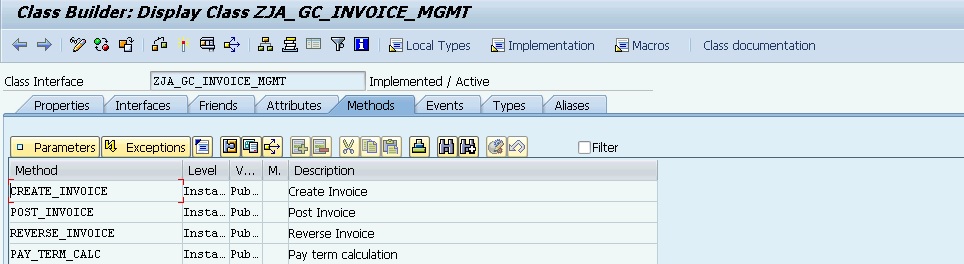 Class Builder: Display Class ZJA_GC_INVOICE_MGMT
Local Types Implementation Macros Class documentation
Class Interface ZJA_GC_INVOICE_MGMT Implemented / Active
Properties Interfaces Friends Attributes Methods Events Types Aliases
Parameters Exceptions Filter
Method Level V... M. Description
CREATE_INVOICE Insta... Pub... Create Invoice
POST_INVOICE Insta... Pub... Post Invoice
REVERSE_INVOICE Insta... Pub... Reverse Invoice
PAY_TERM_CALC Insta... Pub... Pay term calculation